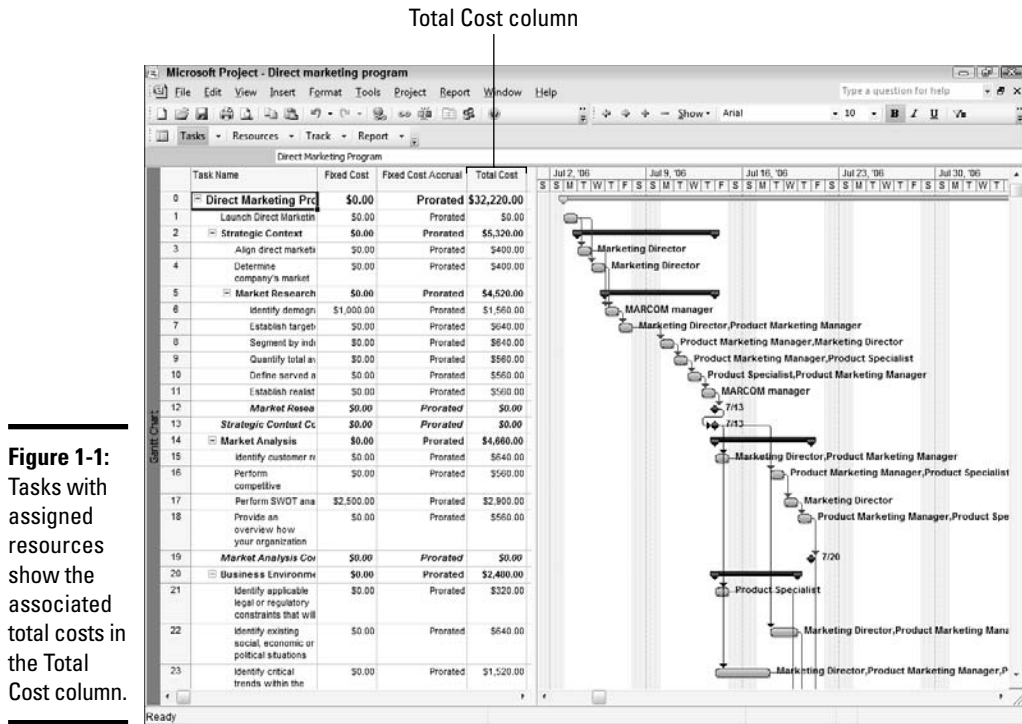 Total Cost column
Microsoft Project - Direct marketing program
File Edit View Insert Format Tools Project Report Window Help
Type a question for help
Show Arial 10 B I U
Tasks Resources Track Report
Direct Marketing Program
Task Name Fixed Cost Fixed Cost Accrual Total Cost
Jul 2, '06 Jul 9, '06 Jul 16, '06 Jul 23, '06 Jul 30, '06
S S M T W T F S S M T W T F S S M T W T F S S M T W T F S S M T W T
0 Direct Marketing Prc $0.00 Prorated $32,220.00
1 Launch Direct Marketin $0.00 Prorated $0.00
2 Strategic Context $0.00 Prorated $5,320.00
3 Align direct marketi $0.00 Prorated $400.00 Marketing Director
4 Determine $0.00 Prorated $400.00 Marketing Director
company's market
5 Market Research $0.00 Prorated $4,520.00
6 Identify demogr $1,000.00 Prorated $1,560.00 MARCOM manager
7 Establish target $0.00 Prorated $640.00 Marketing Director,Product Marketing Manager
8 Segment by indu $0.00 Prorated $640.00 Product Marketing Manager,Marketing Director
9 Quantify total av $0.00 Prorated $560.00 Product Marketing Manager,Product Specialist
10 Define served a $0.00 Prorated $560.00 Product Specialist,Product Marketing Manager
11 Establish realist $0.00 Prorated $560.00 MARCOM manager
12 Market Resea $0.00 Prorated $0.00 7/13
13 Strategic Context Cc $0.00 Prorated $0.00 7/13
14 Market Analysis $0.00 Prorated $4,660.00
15 Identify customer n $0.00 Prorated $640.00 Marketing Director,Product Marketing Manager
16 Perform $0.00 Prorated $560.00 Product Marketing Manager,Product Specialist
competitive
17 Perform SWOT ana $2,500.00 Prorated $2,900.00 Marketing Director
18 Provide an $0.00 Prorated $560.00 Product Marketing Manager,Product Spe
overview how
your organization
19 Market Analysis Coi $0.00 Prorated $0.00 7/20
20 Business Environme $0.00 Prorated $2,480.00
21 Identify applicable $0.00 Prorated $320.00 Product Specialist
legal or regulatory
constraints that will
22 Identify existing $0.00 Prorated $640.00 Marketing Director,Product Marketing Mana
social, economic or
political situations
23 Identify critical $0.00 Prorated $1,520.00 Marketing Director,Product Marketing Manager,P
trends within the
Gantt Chart
Ready
Figure 1-1:
Tasks with
assigned
resources
show the
associated
total costs in
the Total
Cost column.